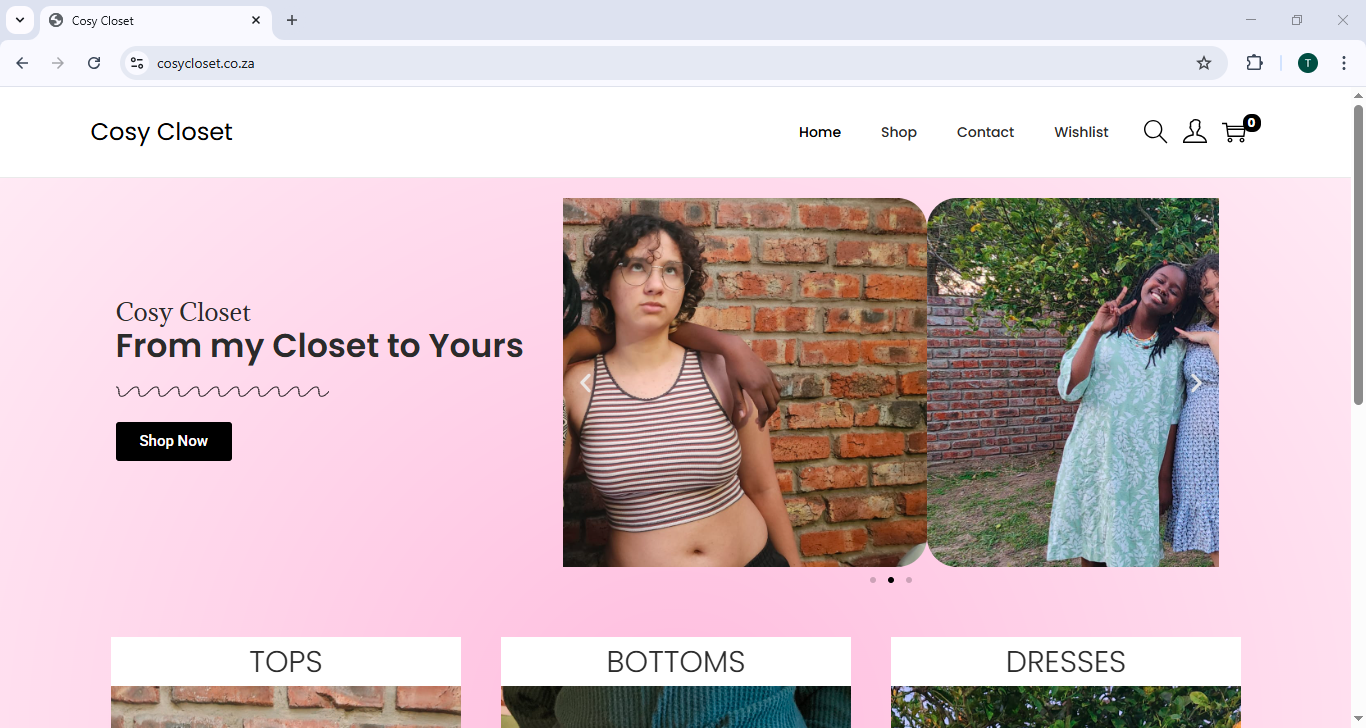 Cosy Closet
cosycloset.co.za
Cosy Closet
Home Shop Contact Wishlist 0
T
Cosy Closet
From my Closet to Yours
Shop Now
TOPS BOTTOMS DRESSES